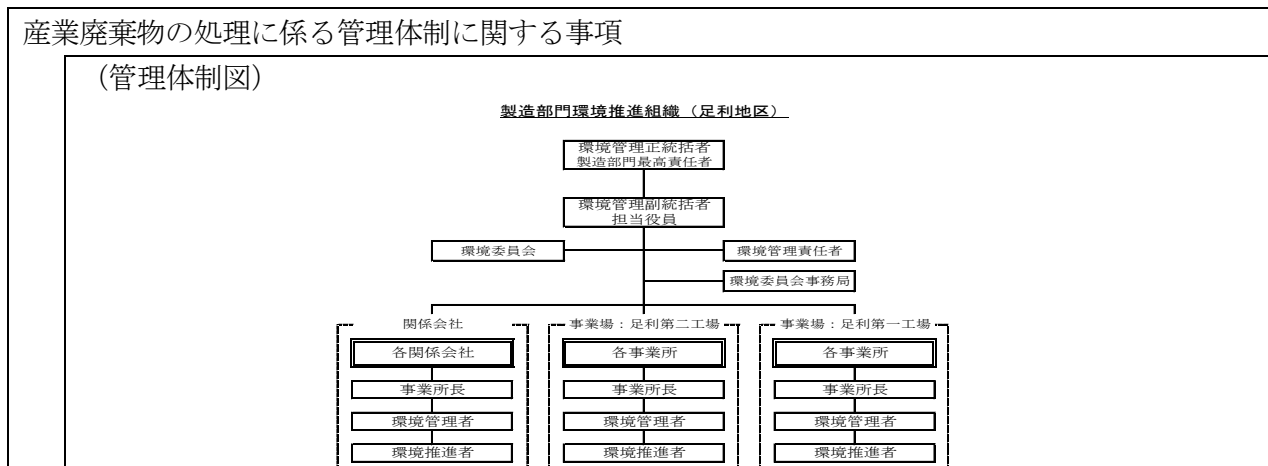 産業廃棄物の処理に係る管理体制に関する事項
（管理体制図）
製造部門環境推進組織（足利地区）
環境管理正統括者
製造部門最高責任者
環境管理副統括者
担当役員
環境委員会
環境管理責任者
環境委員会事務局
関係会社
事業場：足利第二工場
事業場：足利第一工場
各関係会社
各事業所
各事業所
事業所長
事業所長
事業所長
環境管理者
環境管理者
環境管理者
環境推進者
環境推進者
環境推進者